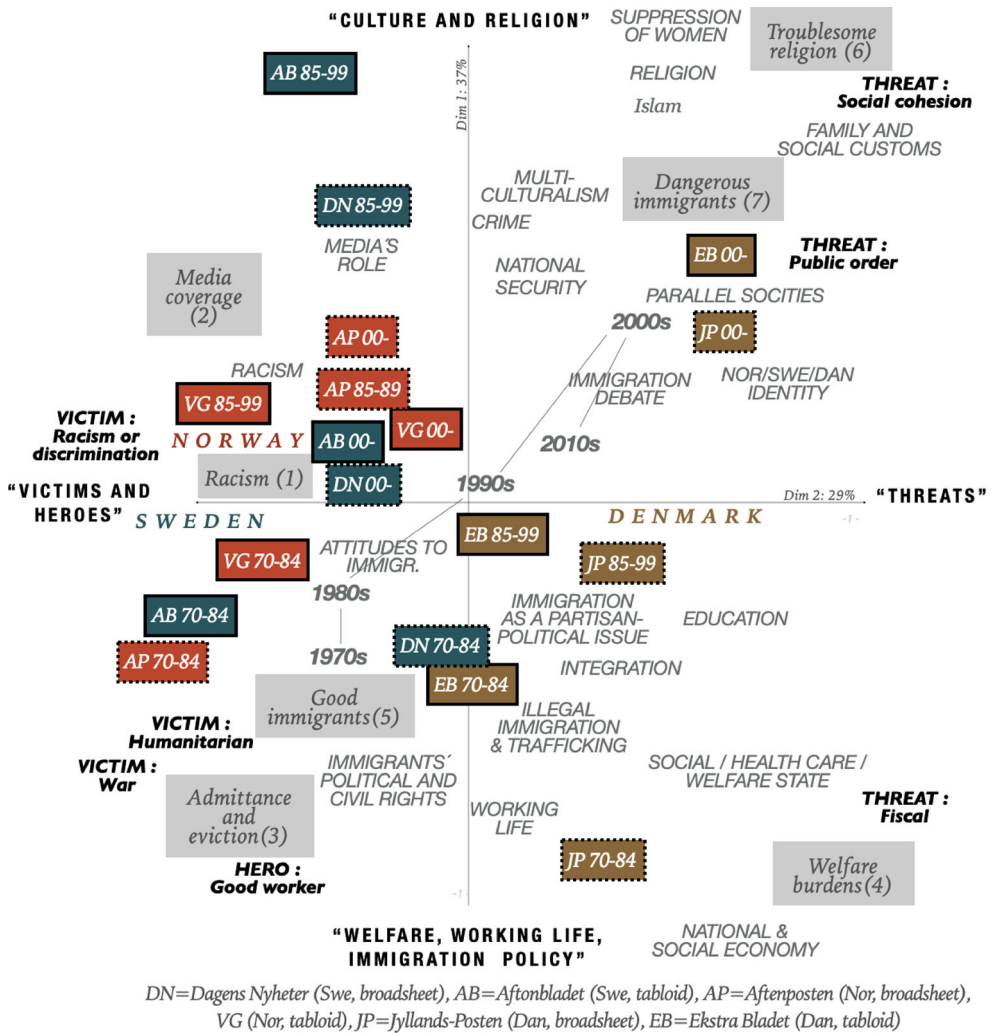 "CULTURE AND RELIGION"
SUPPRESSION
OF WOMEN
Troublesome
religion (6)
AB 85-99
Dim 1: 37%
RELIGION
Islam
THREAT :
Social cohesion
FAMILY AND
SOCIAL CUSTOMS
DN 85-99
MULTI-
CULTURALISM
CRIME
Dangerous
immigrants (7)
MEDIA´S
ROLE
EB 00-
THREAT :
Public order
Media
coverage
(2)
NATIONAL
SECURITY
PARALLEL SOCITIES
2000s
AP 00-
JP 00-
RACISM
AP 85-89
VG 85-99
IMMIGRATION
DEBATE
NOR/SWE/DAN
IDENTITY
VICTIM :
Racism or
discrimination
NORWAY
AB 00-
VG 00-
2010s
Racism (1)
DN 00-
1990s
"VICTIMS AND
HEROES"
Dim 2: 29%
"THREATS"
SWEDEN
DENMARK
-1-
EB 85-99
VG 70-84
ATTITUDES TO
IMMIGR.
JP 85-99
1980s
AB 70-84
IMMIGRATION
AS A PARTISAN-
POLITICAL ISSUE
EDUCATION
AP 70-84
1970s
DN 70-84
INTEGRATION
EB 70-84
Good
immigrants (5)
VICTIM :
Humanitarian
ILLEGAL
IMMIGRATION
& TRAFFICKING
VICTIM :
War
IMMIGRANTS´
POLITICAL AND
CIVIL RIGHTS
SOCIAL / HEALTH CARE /
WELFARE STATE
Admittance
and
eviction (3)
WORKING
LIFE
THREAT :
Fiscal
HERO :
Good worker
JP 70-84
Welfare
burdens (4)
-1-
"WELFARE, WORKING LIFE,
IMMIGRATION POLICY"
NATIONAL &
SOCIAL ECONOMY
DN=Dagens Nyheter (Swe, broadsheet), AB=Aftonbladet (Swe, tabloid), AP=Aftenposten (Nor, broadsheet),
VG (Nor, tabloid), JP=Jyllands-Posten (Dan, broadsheet), EB=Ekstra Bladet (Dan, tabloid)